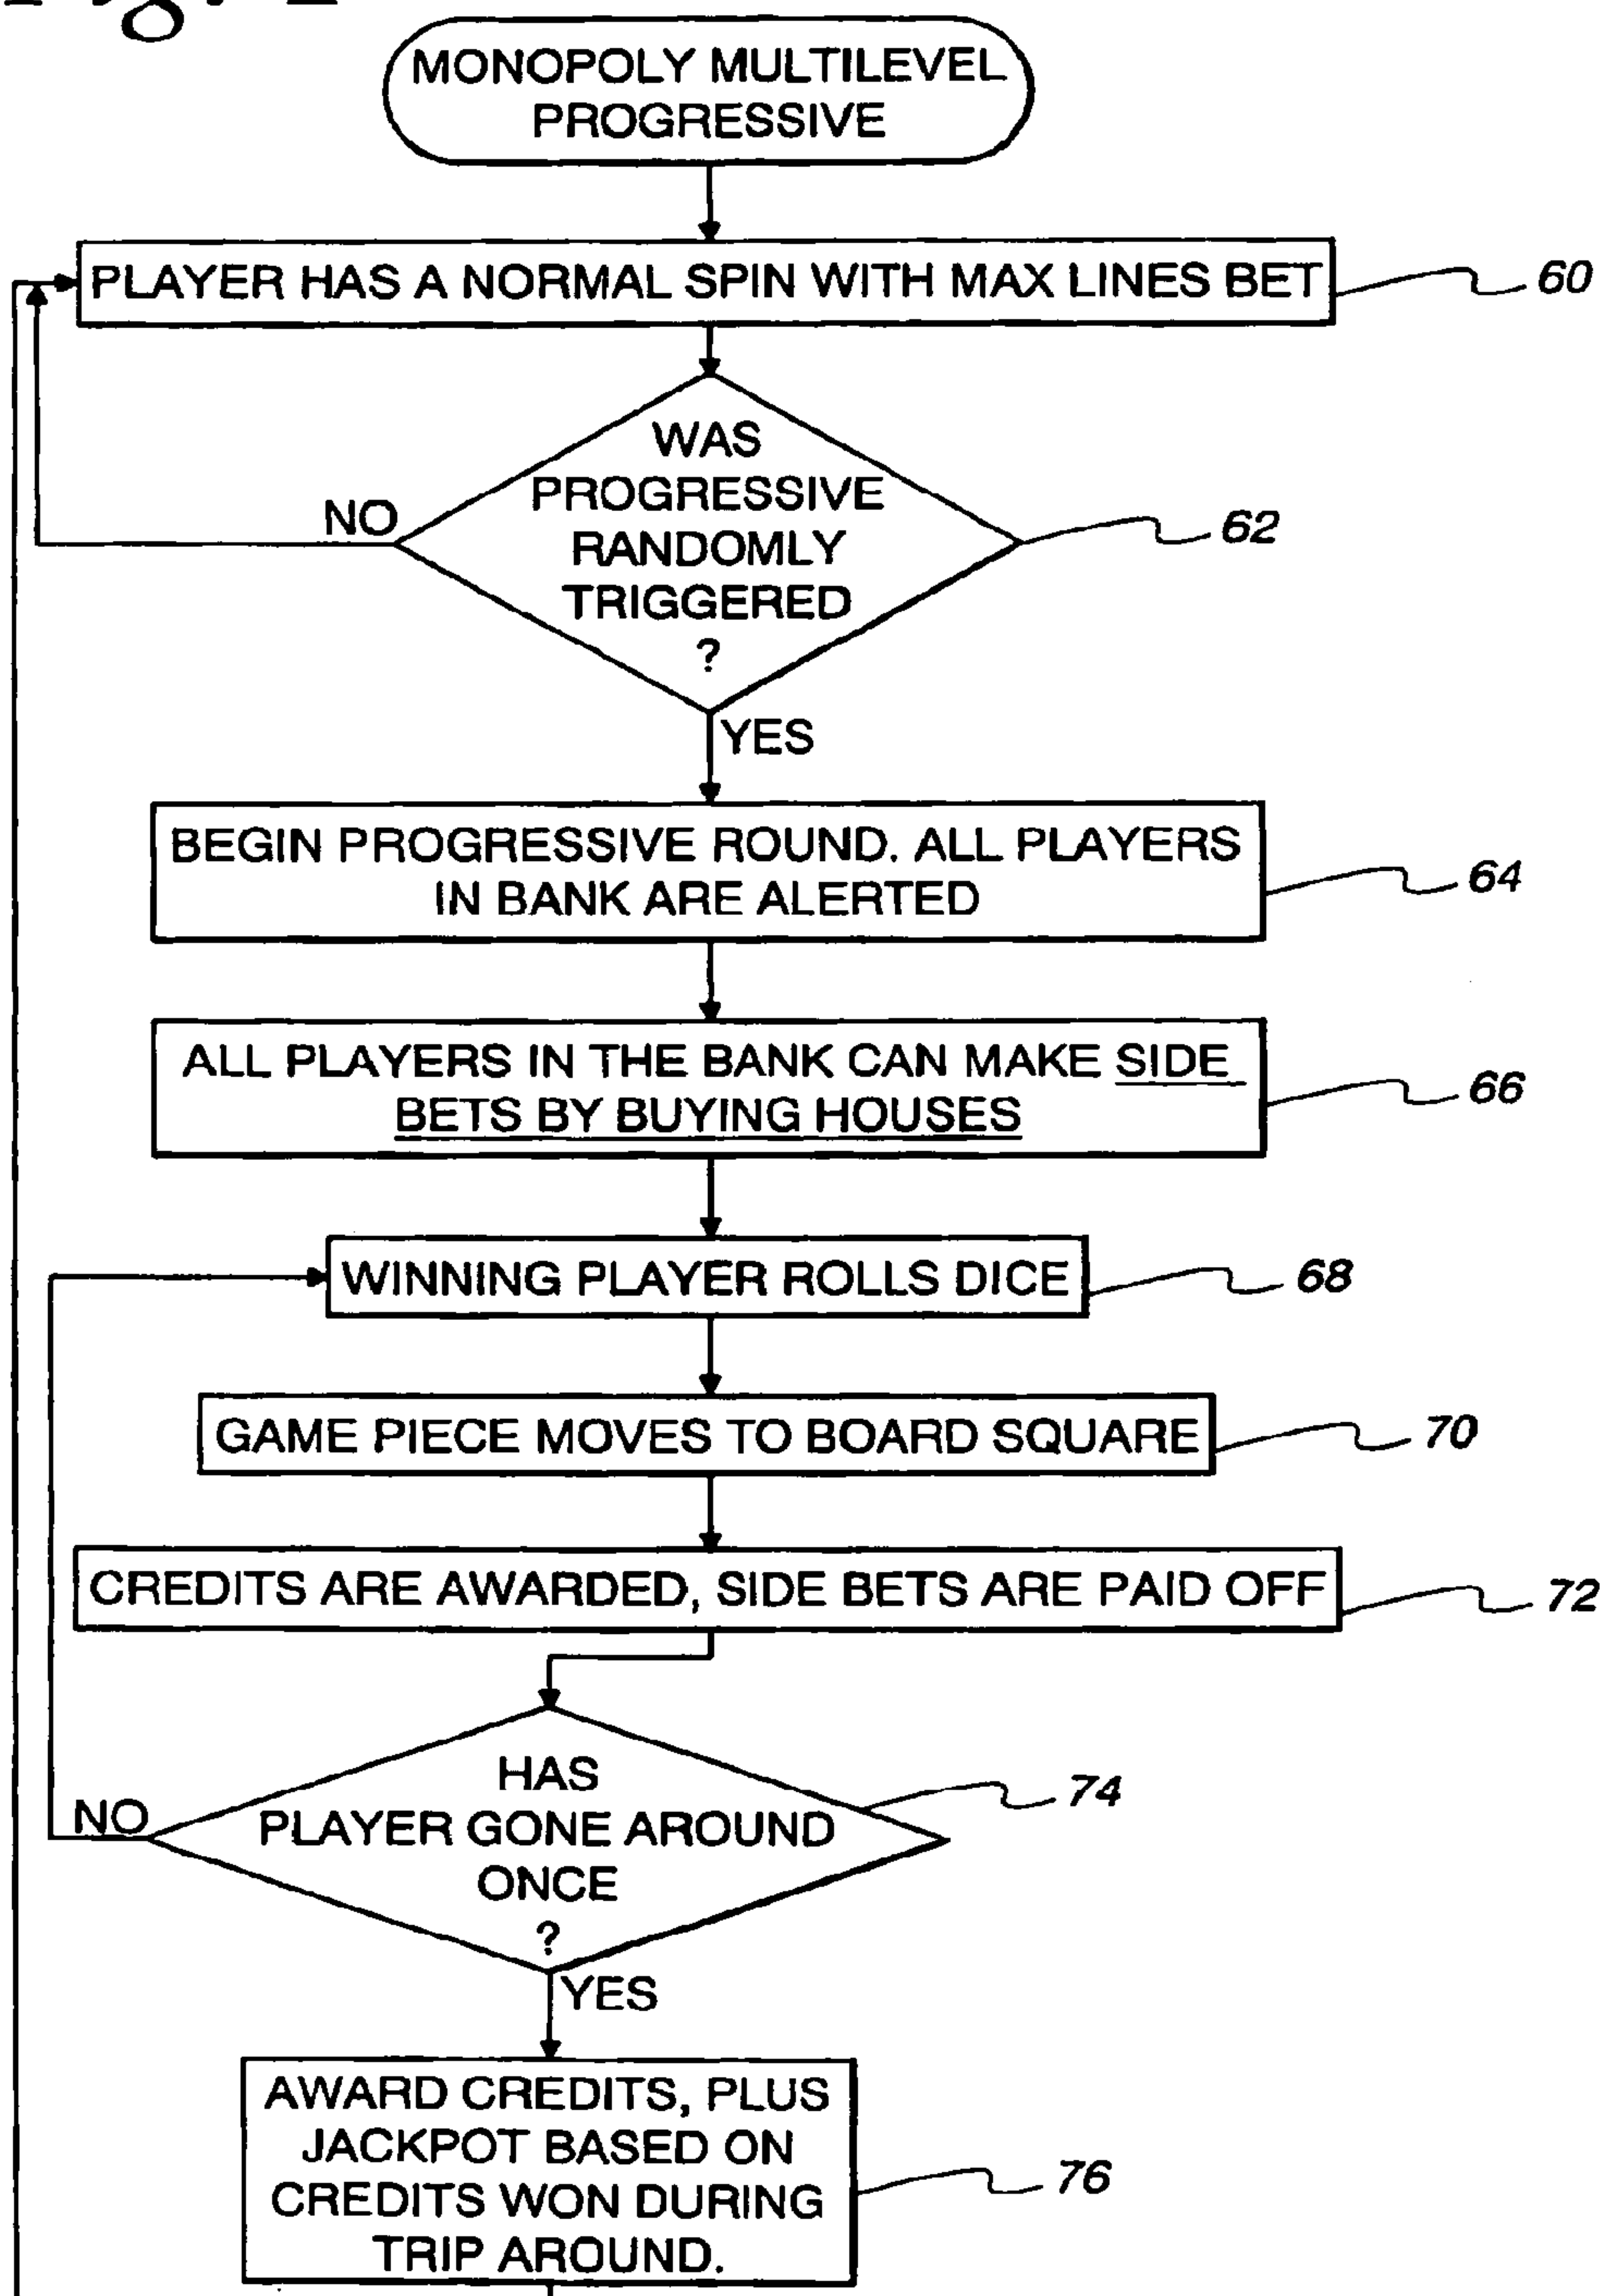 MONOPOLY MULTILEVEL
PROGRESSIVE
PLAYER HAS A NORMAL SPIN WITH MAX LINES BET
60
WAS
PROGRESSIVE
RANDOMLY
TRIGGERED
?
NO
62
YES
BEGIN PROGRESSIVE ROUND. ALL PLAYERS
IN BANK ARE ALERTED
64
ALL PLAYERS IN THE BANK CAN MAKE SIDE
BETS BY BUYING HOUSES
66
WINNING PLAYER ROLLS DICE
68
GAME PIECE MOVES TO BOARD SQUARE
70
CREDITS ARE AWARDED, SIDE BETS ARE PAID OFF
72
HAS
PLAYER GONE AROUND
ONCE
?
NO
74
YES
AWARD CREDITS, PLUS
JACKPOT BASED ON
CREDITS WON DURING
TRIP AROUND.
76